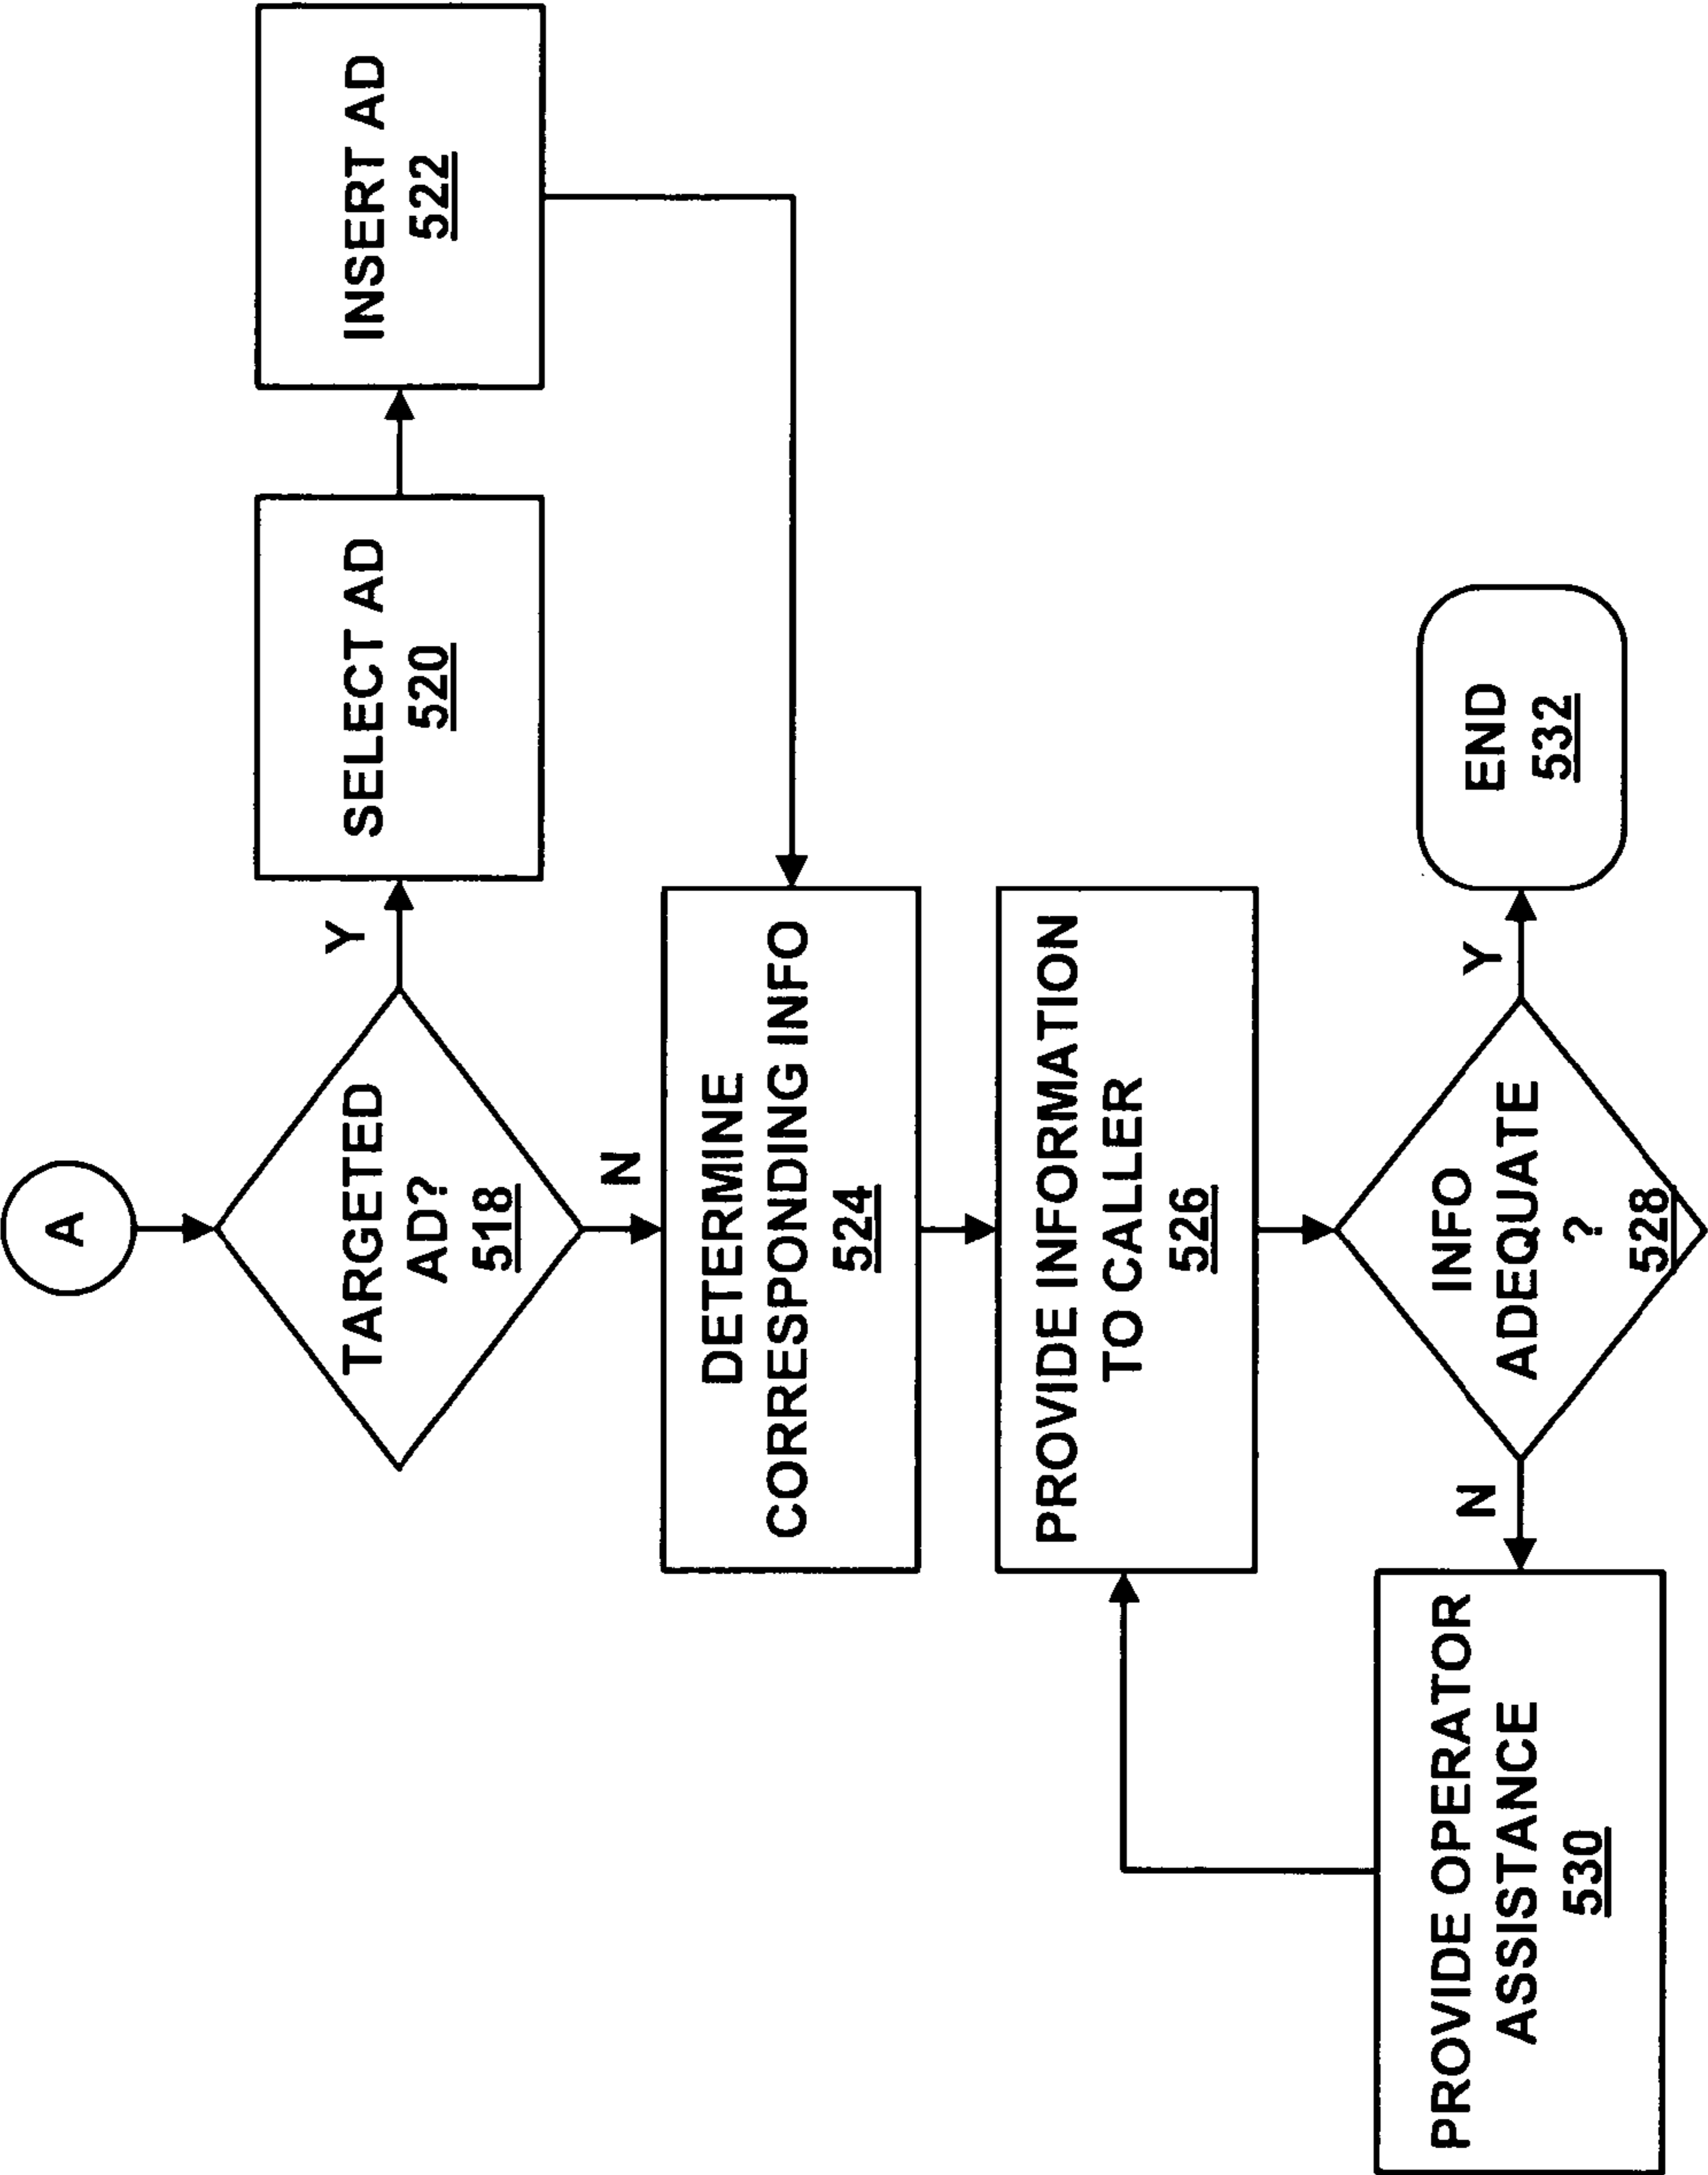 A
TARGETED
AD?
518
Y
SELECT AD
520
INSERT AD
522
N
DETERMINE
CORRESPONDING INFO
524
PROVIDE INFORMATION
TO CALLER
526
INFO
ADEQUATE
?
528
Y
END
532
N
PROVIDE OPERATOR
ASSISTANCE
530